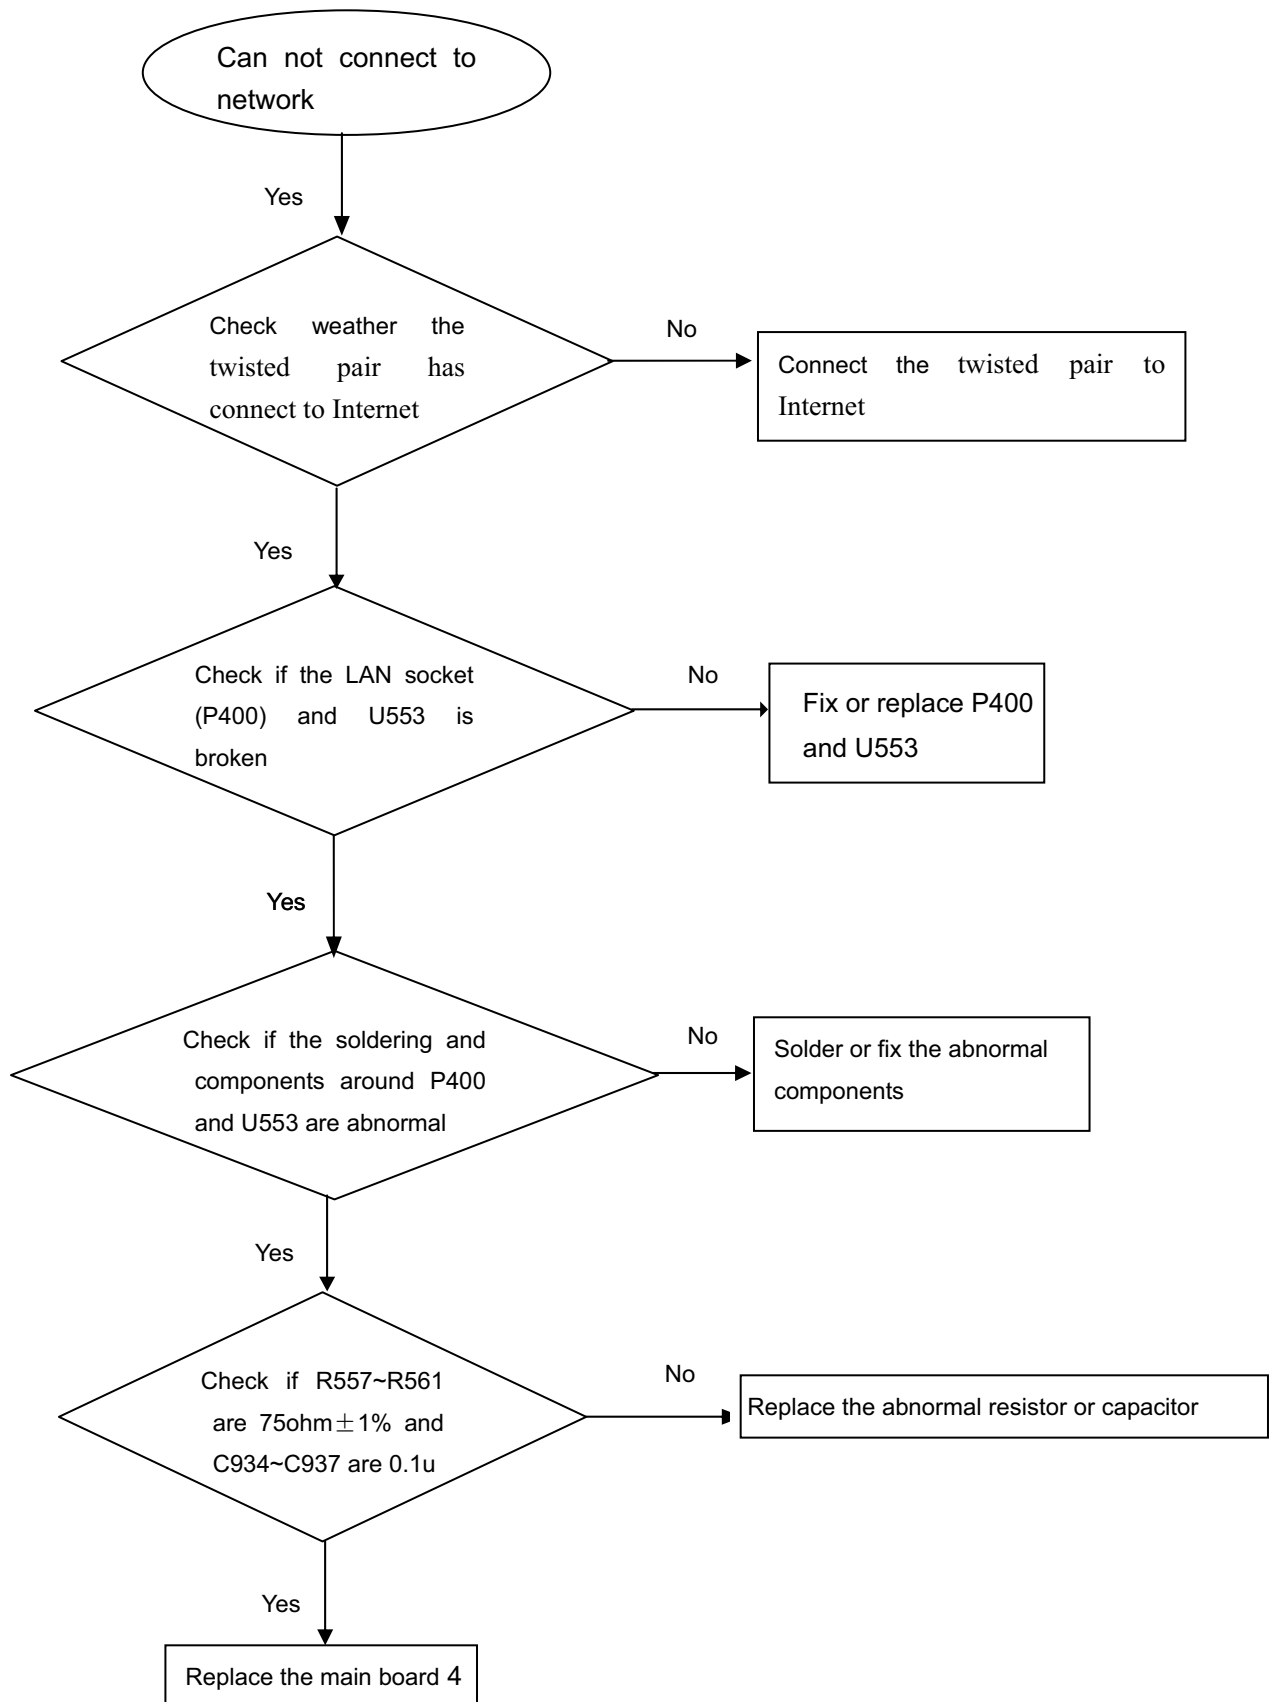 Can not connect to
network
Yes
Check weather the
twisted pair has
connect to Internet
No
Connect the twisted pair to
Internet
Yes
Check if the LAN socket
(P400) and U553 is
broken
No
Fix or replace P400
and U553
Yes
Check if the soldering and
components around P400
and U553 are abnormal
No
Solder or fix the abnormal
components
Yes
Check if R557~R561
are 75ohm±1% and
C934~C937 are 0.1u
No
Replace the abnormal resistor or capacitor
Yes
Replace the main board 4